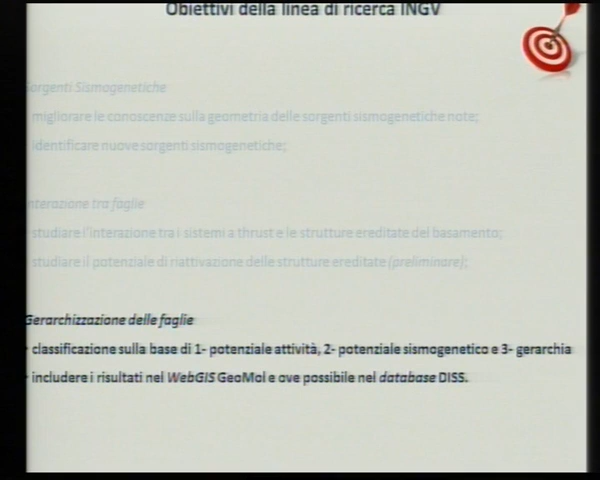 Obiettivi della linea di ricerca INGV
Sorgenti Sismogenetiche
migliorare le conoscenze sulla geometria delle sorgenti sismogenetiche note;
identificare nuove sorgenti sismogenetiche;
Interazione tra faglie
studiare l'interazione tra i sistemi a thrust e le strutture ereditate del basamento;
studiare il potenziale di riattivazione delle strutture ereditate (preliminare);
Gerarchizzazione delle faglie
classificazione sulla base di 1- potenziale attività, 2- potenziale sismogenetico e 3- gerarchia
includere i risultati nel WebGIS GeoMol e ove possibile nel database DISS.